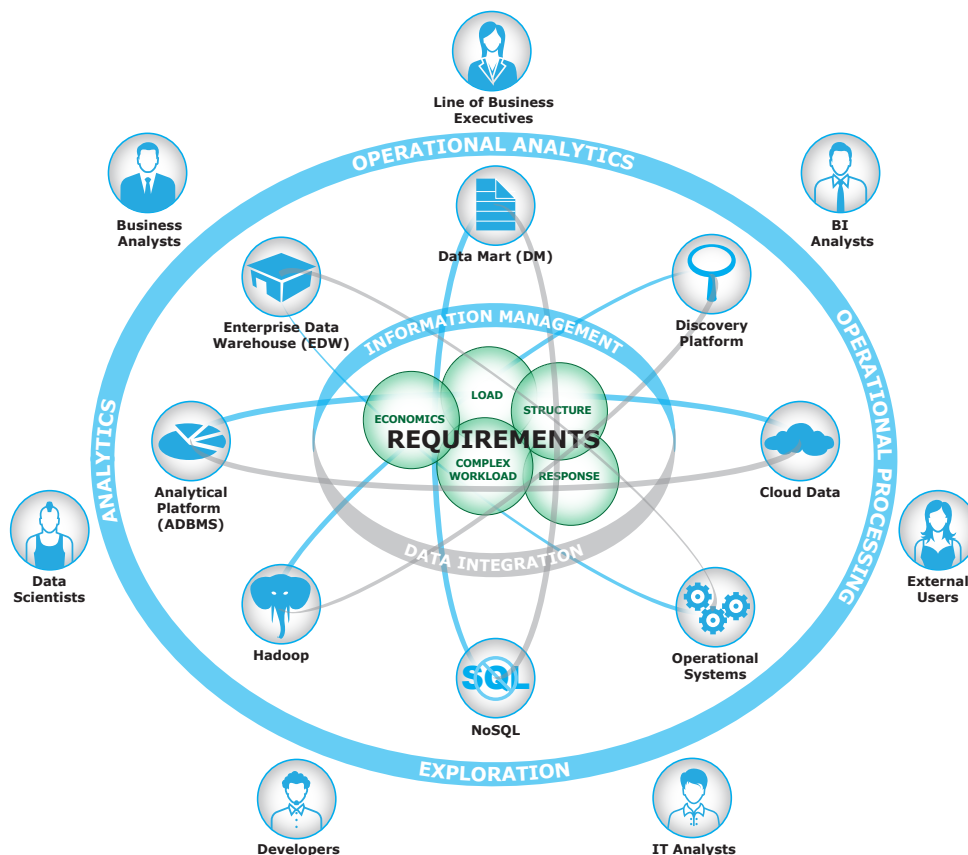 Line of Business
Executives
OPERATIONAL ANALYTICS
Business
Analysts
BI
Analysts
Data Mart (DM)
Enterprise Data
Warehouse (EDW)
Discovery
Platform
INFORMATION MANAGEMENT
OPERATIONAL PROCESSING
ANALYTICS
LOAD
ECONOMICS
STRUCTURE
REQUIREMENTS
COMPLEX
WORKLOAD
RESPONSE
Analytical
Platform
(ADBMS)
Cloud Data
DATA INTEGRATION
Data
Scientists
External
Users
Hadoop
Operational
Systems
SQL
NoSQL
EXPLORATION
Developers
IT Analysts